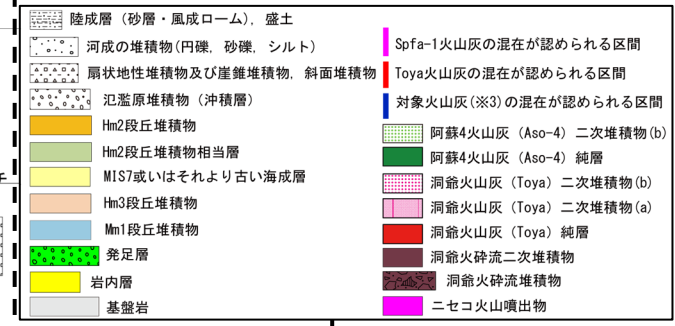 陸成層（砂層・風成ローム），盛土
河成の堆積物(円礫，砂礫，シルト)
扇状地性堆積物及び崖錐堆積物，斜面堆積物
氾濫原堆積物（沖積層）
Hm2段丘堆積物
Hm2段丘堆積物相当層
MIS7或いはそれより古い海成層
Hm3段丘堆積物
Mm1段丘堆積物
発足層
岩内層
基盤岩
Spfa-1火山灰の混在が認められる区間
Toya火山灰の混在が認められる区間
対象火山灰(※3)の混在が認められる区間
阿蘇4火山灰（Aso-4）二次堆積物(b)
阿蘇4火山灰（Aso-4）純層
洞爺火山灰（Toya）二次堆積物(b)
洞爺火山灰（Toya）二次堆積物(a)
洞爺火山灰（Toya）純層
洞爺火砕流二次堆積物
洞爺火砕流堆積物
ニセコ火山噴出物